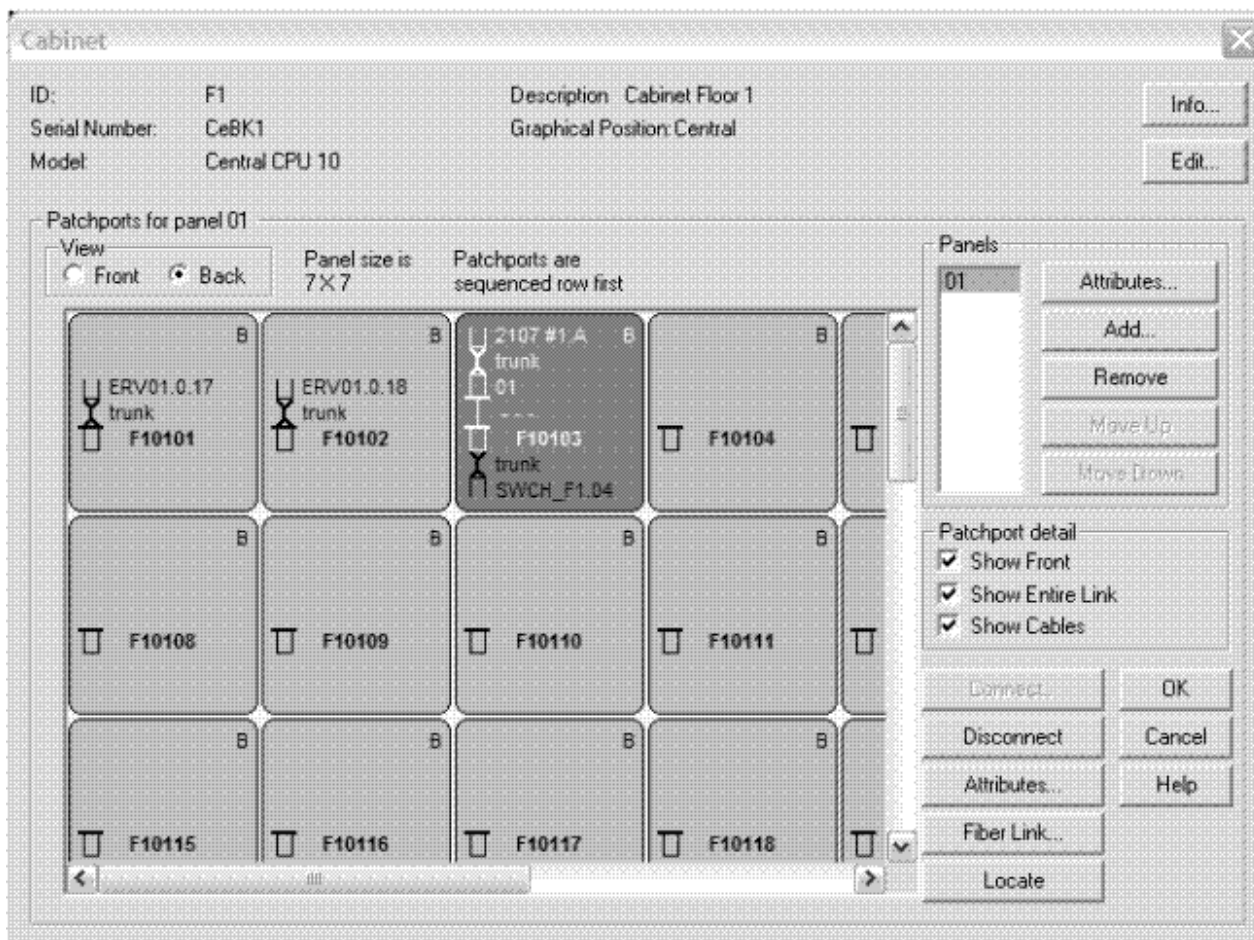 Cabinet
ID: F1 Description Cabinet Floor 1
Serial Number: CeBK1 Graphical Position: Central
Model: Central CPU 10
Info...
Edit...
Patchports for panel 01
View
Front Back
Panel size is
7 X 7
Patchports are
sequenced row first
B B 2107 #1.A B B
trunk
ERV01.0.17 ERV01.0.18 01
trunk trunk ---
F10101 F10102 F10103 F10104
trunk
SWCH_F1.04
B B B B
F10108 F10109 F10110 F10111
B B B B
F10115 F10116 F10117 F10118
Panels
01
Attributes...
Add...
Remove
Move Up
Move Down
Patchport detail
Show Front
Show Entire Link
Show Cables
Connect... OK
Disconnect Cancel
Attributes... Help
Fiber Link...
Locate